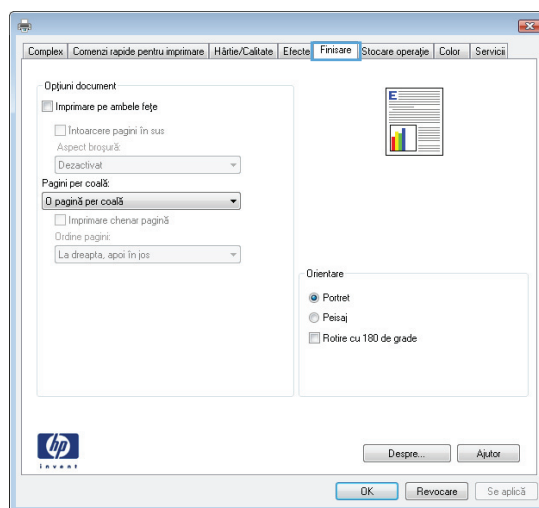 Complex Comenzi rapide pentru imprimare Hârtie/Calitate Efecte Finisare Stocare operaţie Color Servicii
Opţiuni document
Imprimare pe ambele feţe
Întoarcere pagini în sus
Aspect broşură:
Dezactivat
Pagini per coală:
O pagină per coală
Imprimare chenar pagină
Ordine pagini:
La dreapta, apoi în jos
E
Orientare
Portret
Peisaj
Rotire cu 180 de grade
hp
invent
Despre... Ajutor
OK Revocare Se aplică